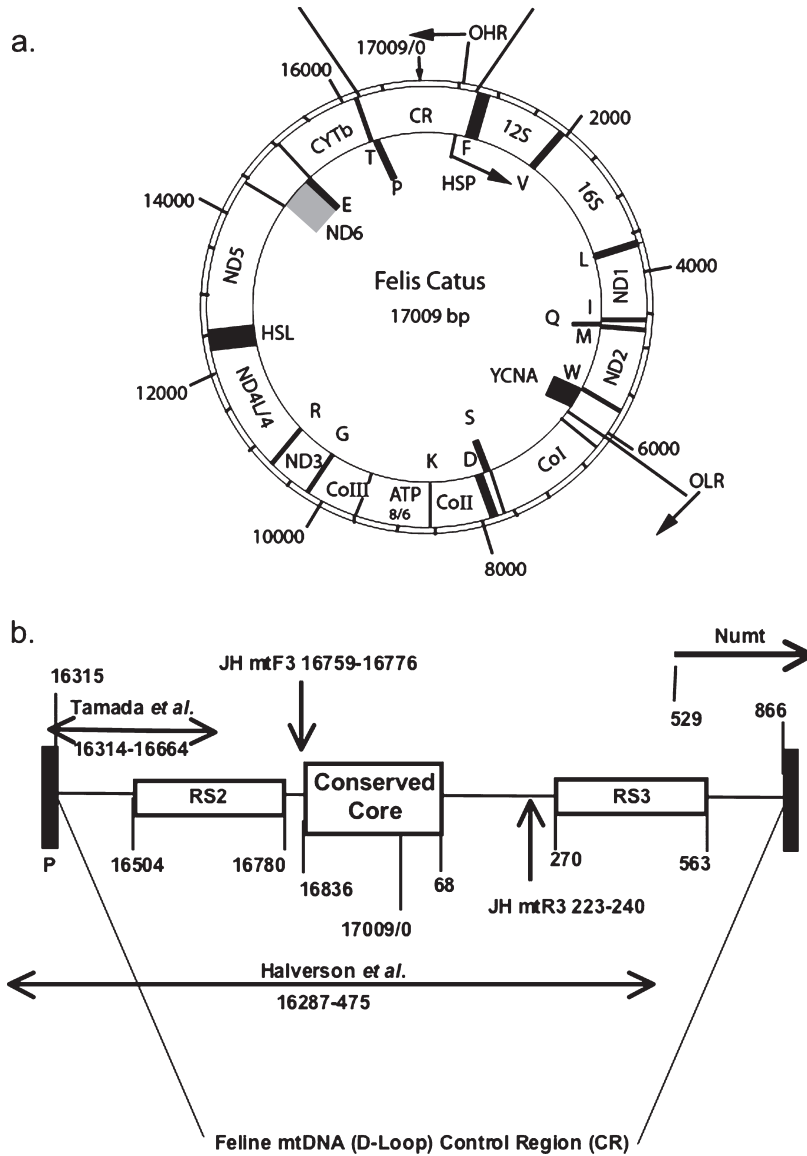 a.
OHR
17009/0
16000
CR
CYTb
12S
2000
T
F
P
HSP
V
16S
14000
E
ND6
ND5
L
4000
Felis Catus
17009 bp
ND1
I
Q
M
HSL
ND2
YCNA
W
12000
ND4L/4
R
G
S
6000
K
D
CoI
OLR
ND3
CoIII
ATP
8/6
CoII
10000
8000
b.
Numt
JH mtF3 16759-16776
16315
Tamada et al.
16314-16664
529
866
RS2
Conserved
Core
RS3
P
16504
16780
16836
68
270
563
17009/0
JH mtR3 223-240
Halverson et al.
16287-475
Feline mtDNA (D-Loop) Control Region (CR)